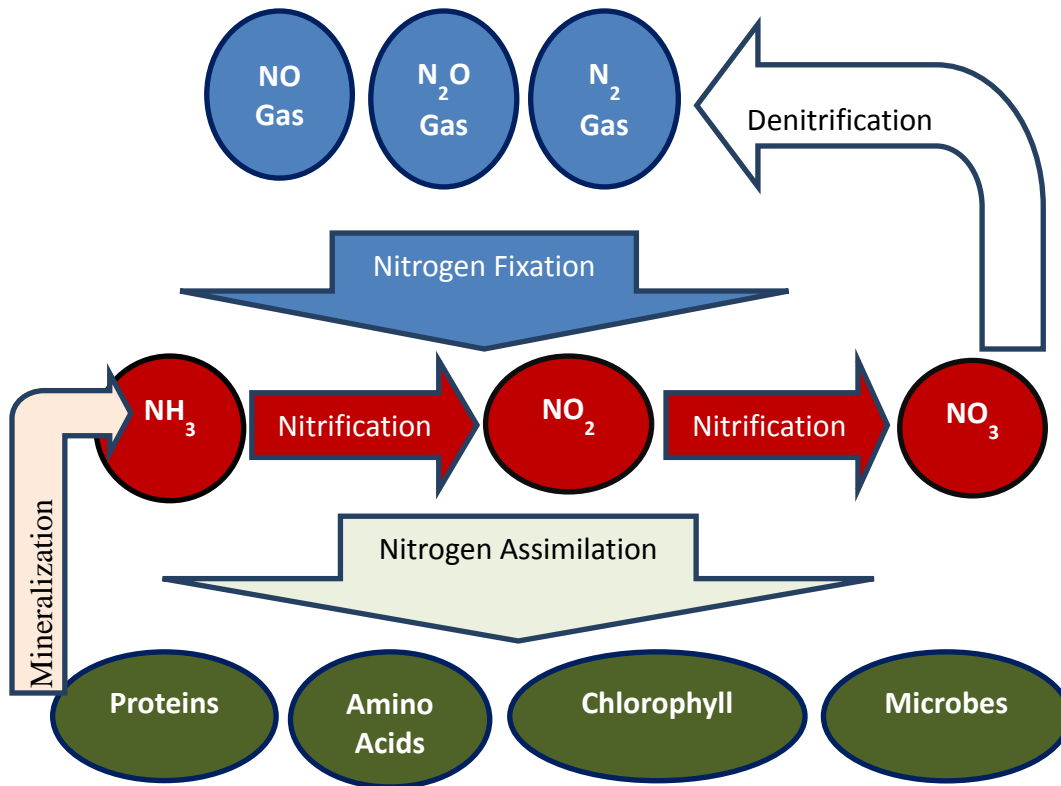 NO
Gas
N₂O
Gas
N₂
Gas
Denitrification
Nitrogen Fixation
NH₃
Nitrification
NO₂
Nitrification
NO₃
Mineralization
Nitrogen Assimilation
Proteins
Amino
Acids
Chlorophyll
Microbes